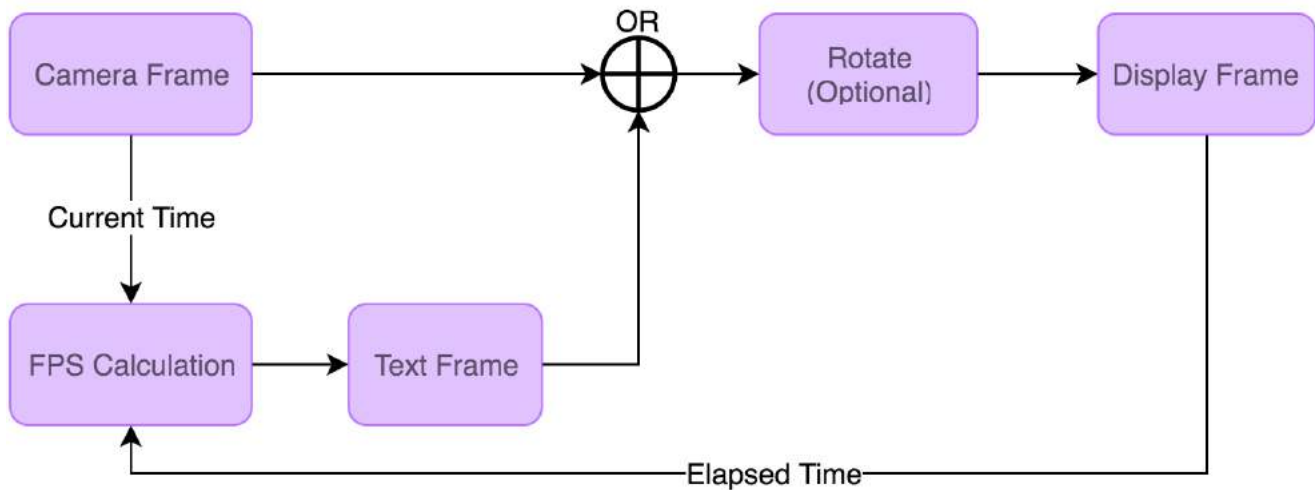 OR
Camera Frame
Rotate
(Optional)
Display Frame
Current Time
FPS Calculation
Text Frame
Elapsed Time